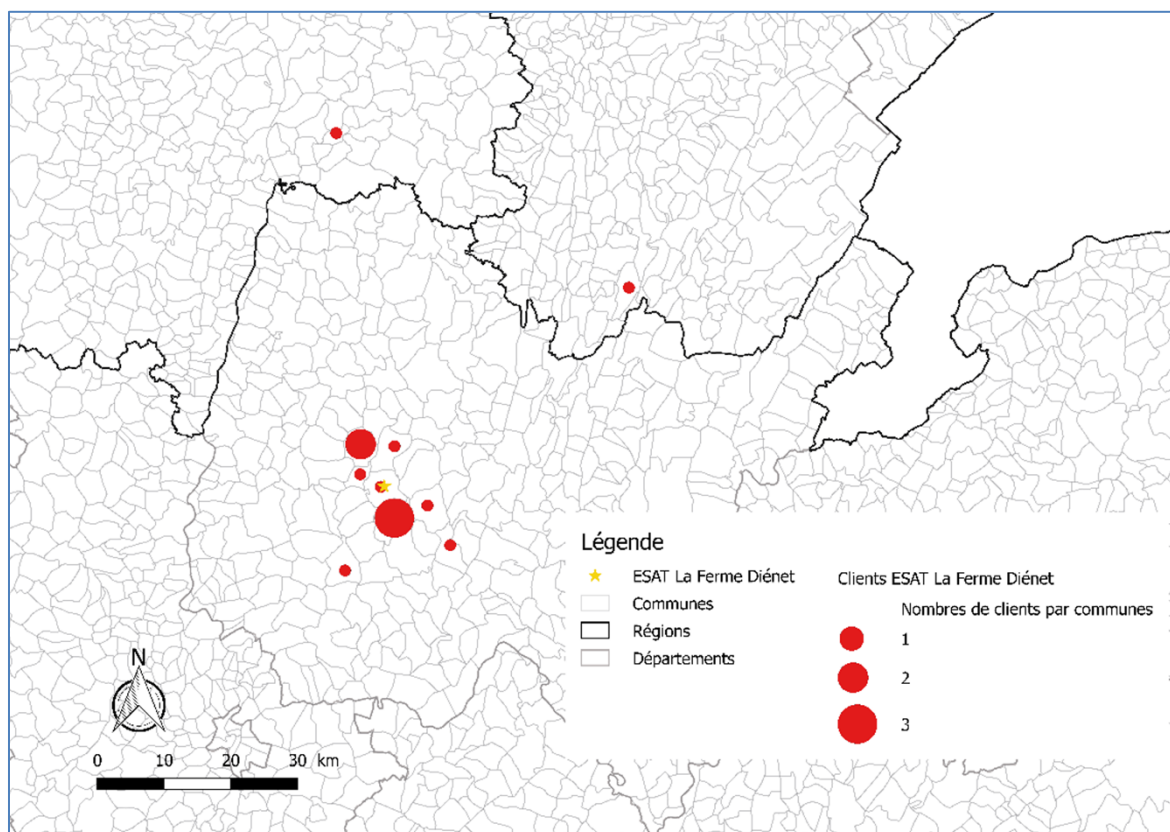 Légende
ESAT La Ferme Diénet
Communes
Régions
Départements
Clients ESAT La Ferme Diénet
Nombres de clients par communes
1
2
3
N
0 10 20 30 km